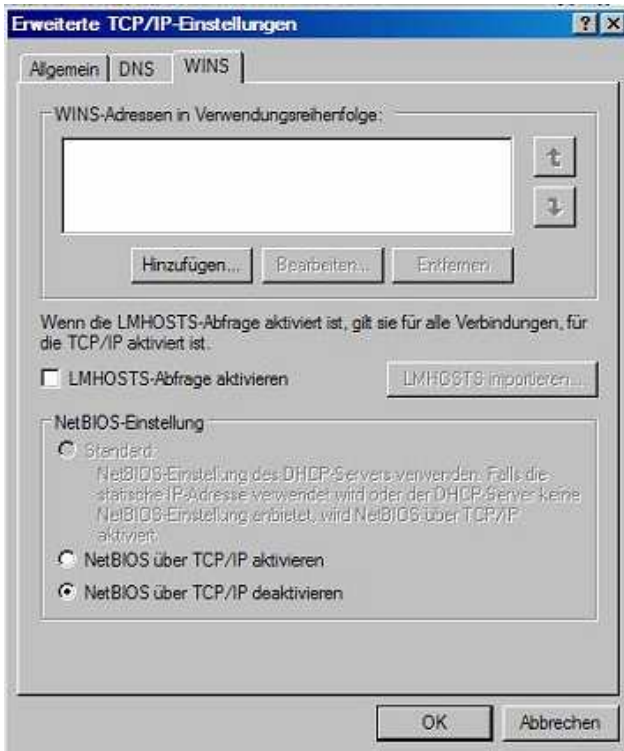 Erweiterte TCP/IP-Einstellungen
Allgemein DNS WINS
WINS-Adressen in Verwendungsreihenfolge:
Hinzufügen... Bearbeiten... Entfernen
Wenn die LMHOSTS-Abfrage aktiviert ist, gilt sie für alle Verbindungen, für
die TCP/IP aktiviert ist.
LMHOSTS-Abfrage aktivieren LMHOSTS importieren...
NetBIOS-Einstellung
Standard:
NetBIOS-Einstellung des DHCP-Servers verwenden. Falls die
statische IP-Adresse verwendet wird oder der DHCP-Server keine
NetBIOS-Einstellung anbietet, wird NetBIOS über TCP/IP
aktiviert.
NetBIOS über TCP/IP aktivieren
NetBIOS über TCP/IP deaktivieren
OK Abbrechen